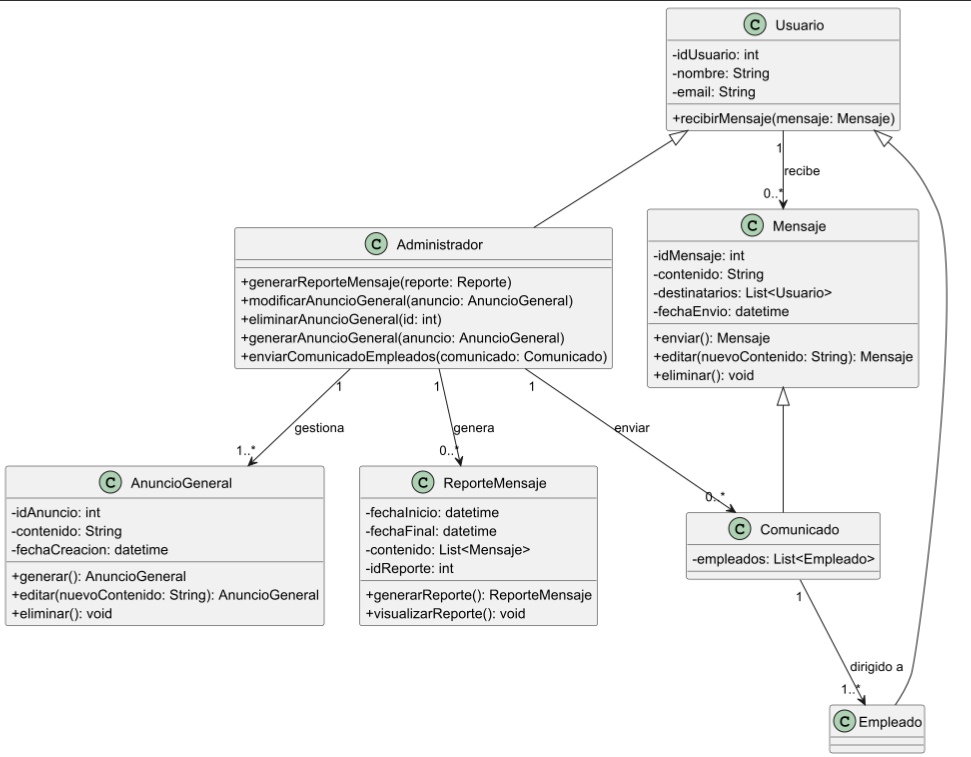 C Usuario
-idUsuario: int
-nombre: String
-email: String
+recibirMensaje(mensaje: Mensaje)
1
recibe
0..*
C Administrador
+generarReporteMensaje(reporte: Reporte)
+modificarAnuncioGeneral(anuncio: AnuncioGeneral)
+eliminarAnuncioGeneral(id: int)
+generarAnuncioGeneral(anuncio: AnuncioGeneral)
+enviarComunicadoEmpleados(comunicado: Comunicado)
C Mensaje
-idMensaje: int
-contenido: String
-destinatarios: List<Usuario>
-fechaEnvio: datetime
+enviar(): Mensaje
+editar(nuevoContenido: String): Mensaje
+eliminar(): void
1
gestiona
1..*
1
genera
0..*
1
enviar
0..*
C AnuncioGeneral
-idAnuncio: int
-contenido: String
-fechaCreacion: datetime
+generar(): AnuncioGeneral
+editar(nuevoContenido: String): AnuncioGeneral
+eliminar(): void
C ReporteMensaje
-fechaInicio: datetime
-fechaFinal: datetime
-contenido: List<Mensaje>
-idReporte: int
+generarReporte(): ReporteMensaje
+visualizarReporte(): void
C Comunicado
-empleados: List<Empleado>
1
dirigido a
1..*
C Empleado